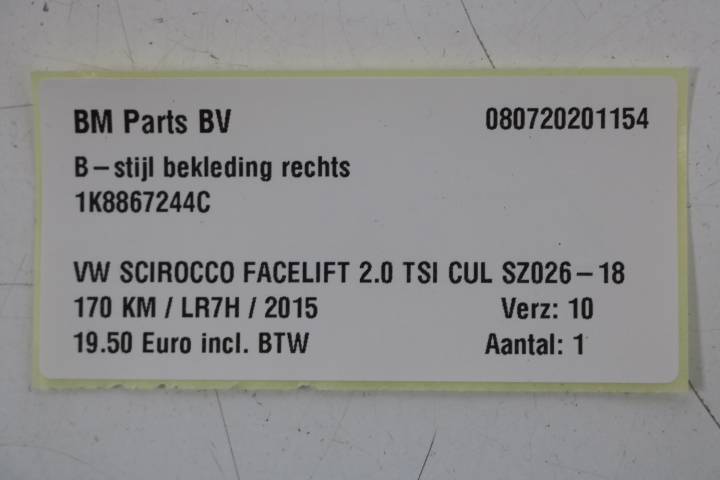 BM Parts BV 080720201154
B-stijl bekleding rechts
1K8867244C
VW SCIROCCO FACELIFT 2.0 TSI CUL SZ026-18
170 KM / LR7H / 2015 Verz: 10
19.50 Euro incl. BTW Aantal: 1